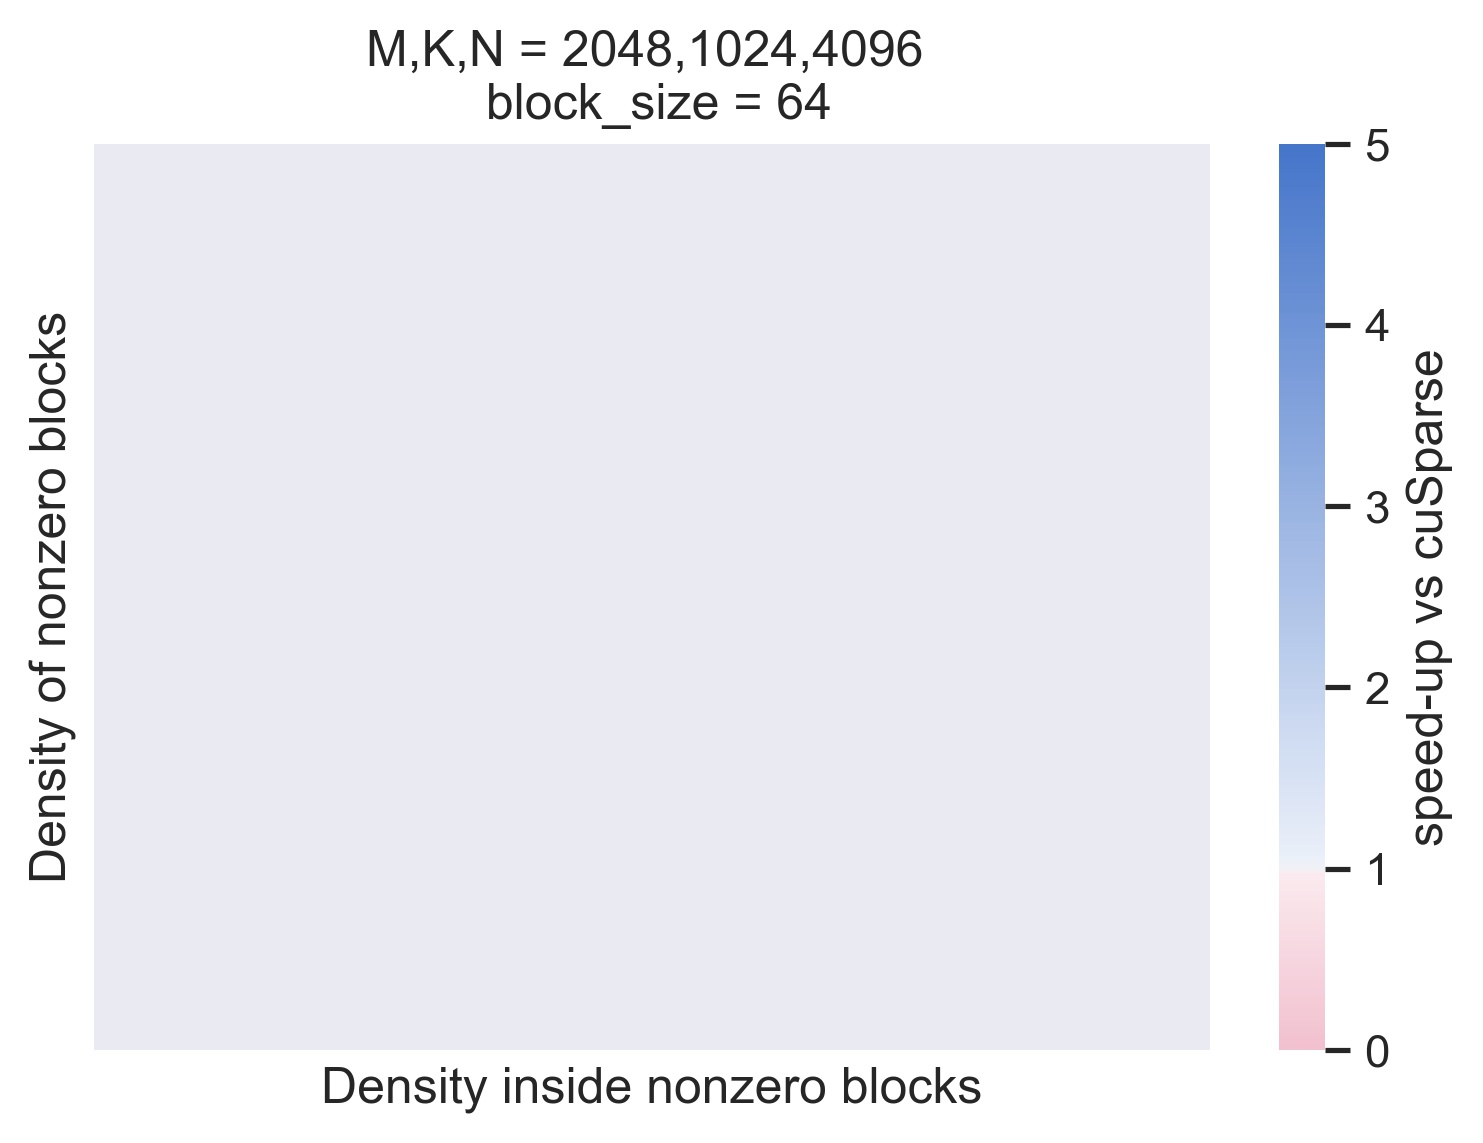 M,K,N = 2048,1024,4096
block_size = 64
Density of nonzero blocks
Density inside nonzero blocks
5
4
3
2
1
0
speed-up vs cuSparse